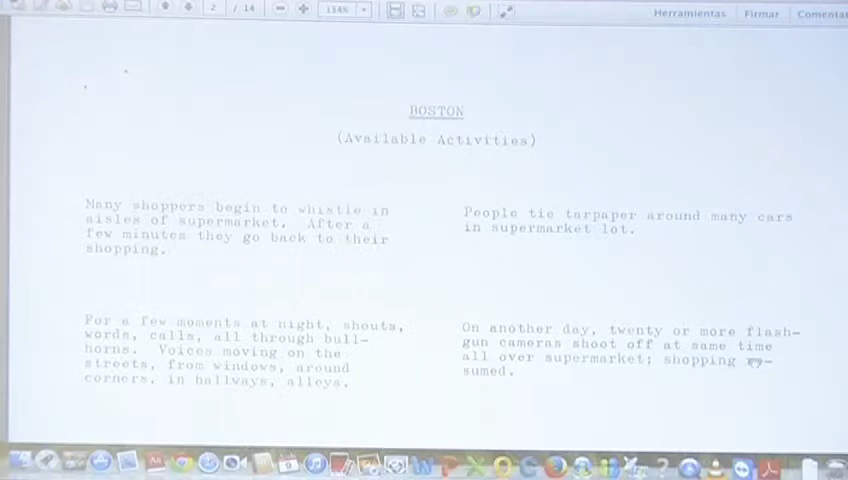 2 / 14
134%
Herramientas
Firmar
Comentar
BOSTON
(Available Activities)
Many shoppers begin to whistle in
aisles of supermarket. After a
few minutes they go back to their
shopping.
People tie tarpaper around many cars
in supermarket lot.
For a few moments at night, shouts,
words, calls, all through bull-
horns. Voices moving on the
streets, from windows, around
corners, in hallways, alleys.
On another day, twenty or more flash-
gun cameras shoot off at same time
all over supermarket; shopping
sumed.